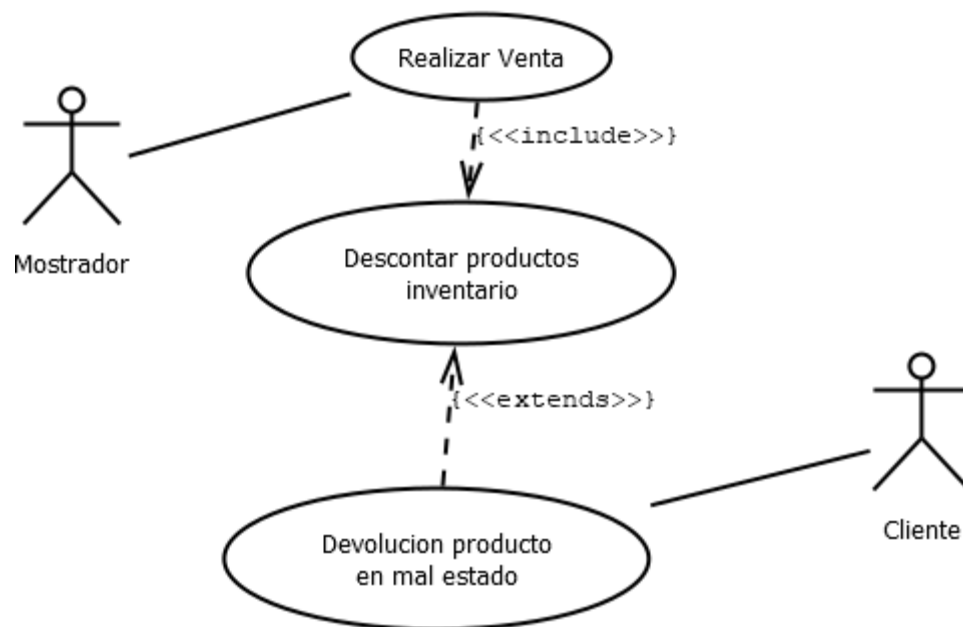 Realizar Venta
{<<include>>}
Mostrador
Descontar productos
inventario
{<<extends>>}
Cliente
Devolucion producto
en mal estado